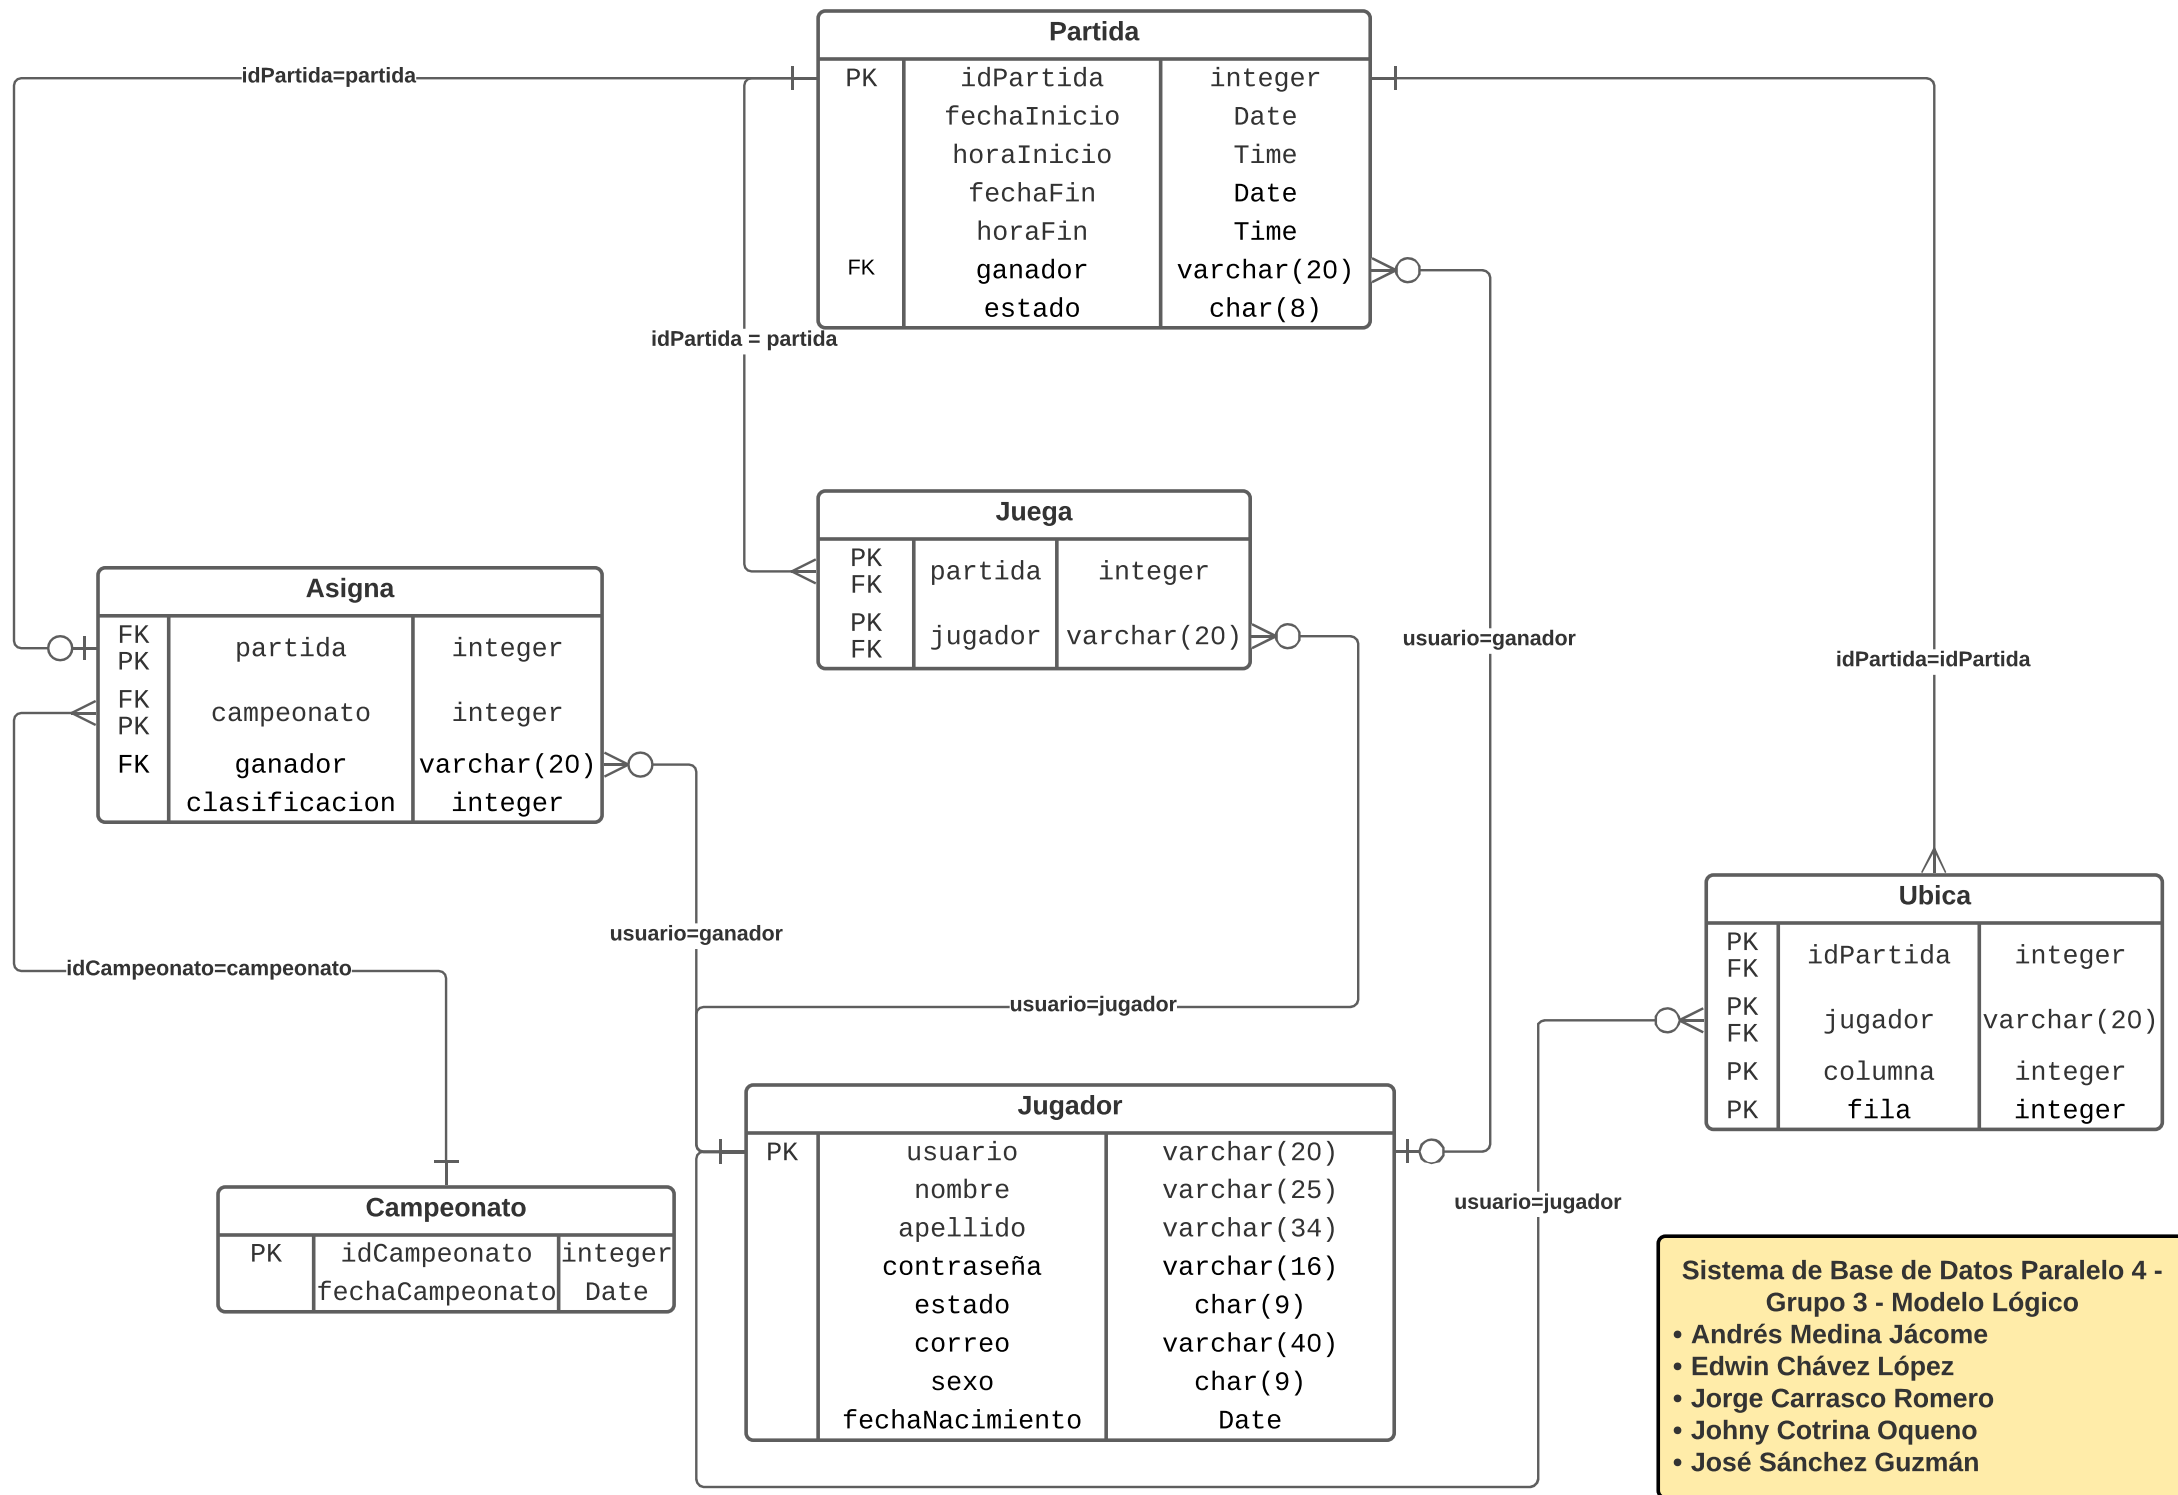 Partida
PK idPartida integer
fechaInicio Date
horaInicio Time
fechaFin Date
horaFin Time
FK ganador varchar(20)
estado char(8)
idPartida=partida
idPartida = partida
usuario=ganador
idPartida=idPartida
Juega
PK
FK partida integer
PK
FK jugador varchar(20)
Asigna
FK
PK partida integer
FK
PK campeonato integer
FK ganador varchar(20)
clasificacion integer
usuario=ganador
idCampeonato=campeonato
usuario=jugador
Ubica
PK
FK idPartida integer
PK
FK jugador varchar(20)
PK columna integer
PK fila integer
Jugador
PK usuario varchar(20)
nombre varchar(25)
apellido varchar(34)
contraseña varchar(16)
estado char(9)
correo varchar(40)
sexo char(9)
fechaNacimiento Date
usuario=jugador
Campeonato
PK idCampeonato integer
fechaCampeonato Date
Sistema de Base de Datos Paralelo 4 -
Grupo 3 - Modelo Lógico
• Andrés Medina Jácome
• Edwin Chávez López
• Jorge Carrasco Romero
• Johny Cotrina Oqueno
• José Sánchez Guzmán